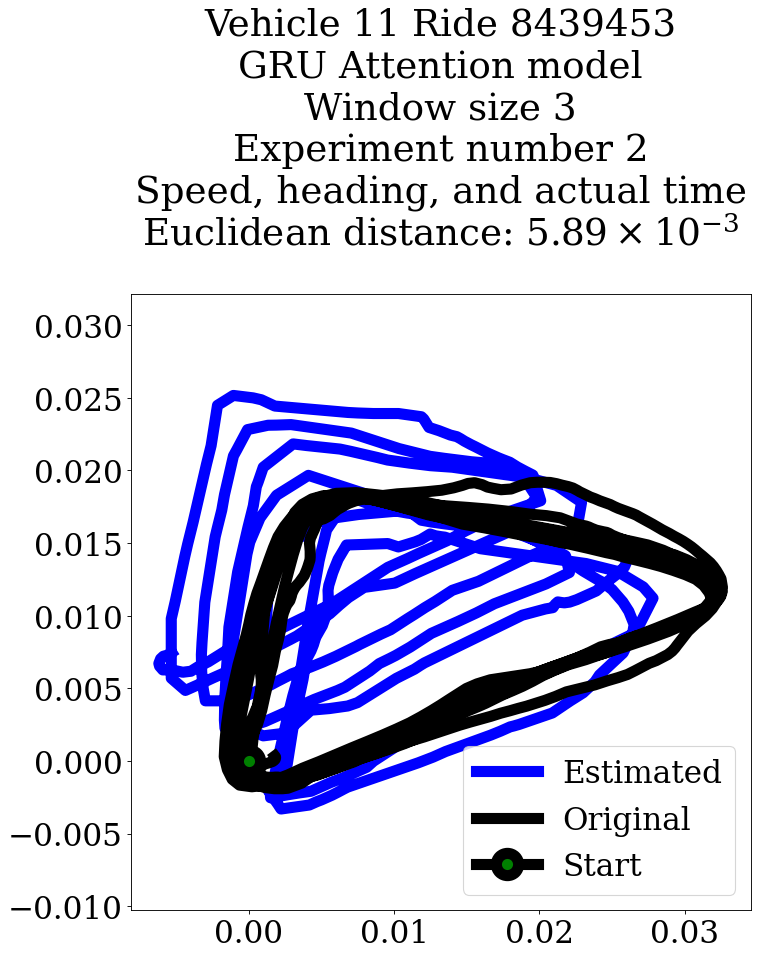 Vehicle 11 Ride 8439453
GRU Attention model
Window size 3
Experiment number 2
Speed, heading, and actual time
Euclidean distance: 5.89 × 10⁻³
0.030
0.025
0.020
0.015
0.010
0.005
0.000
−0.005
−0.010
0.00 0.01 0.02 0.03
Estimated
Original
Start